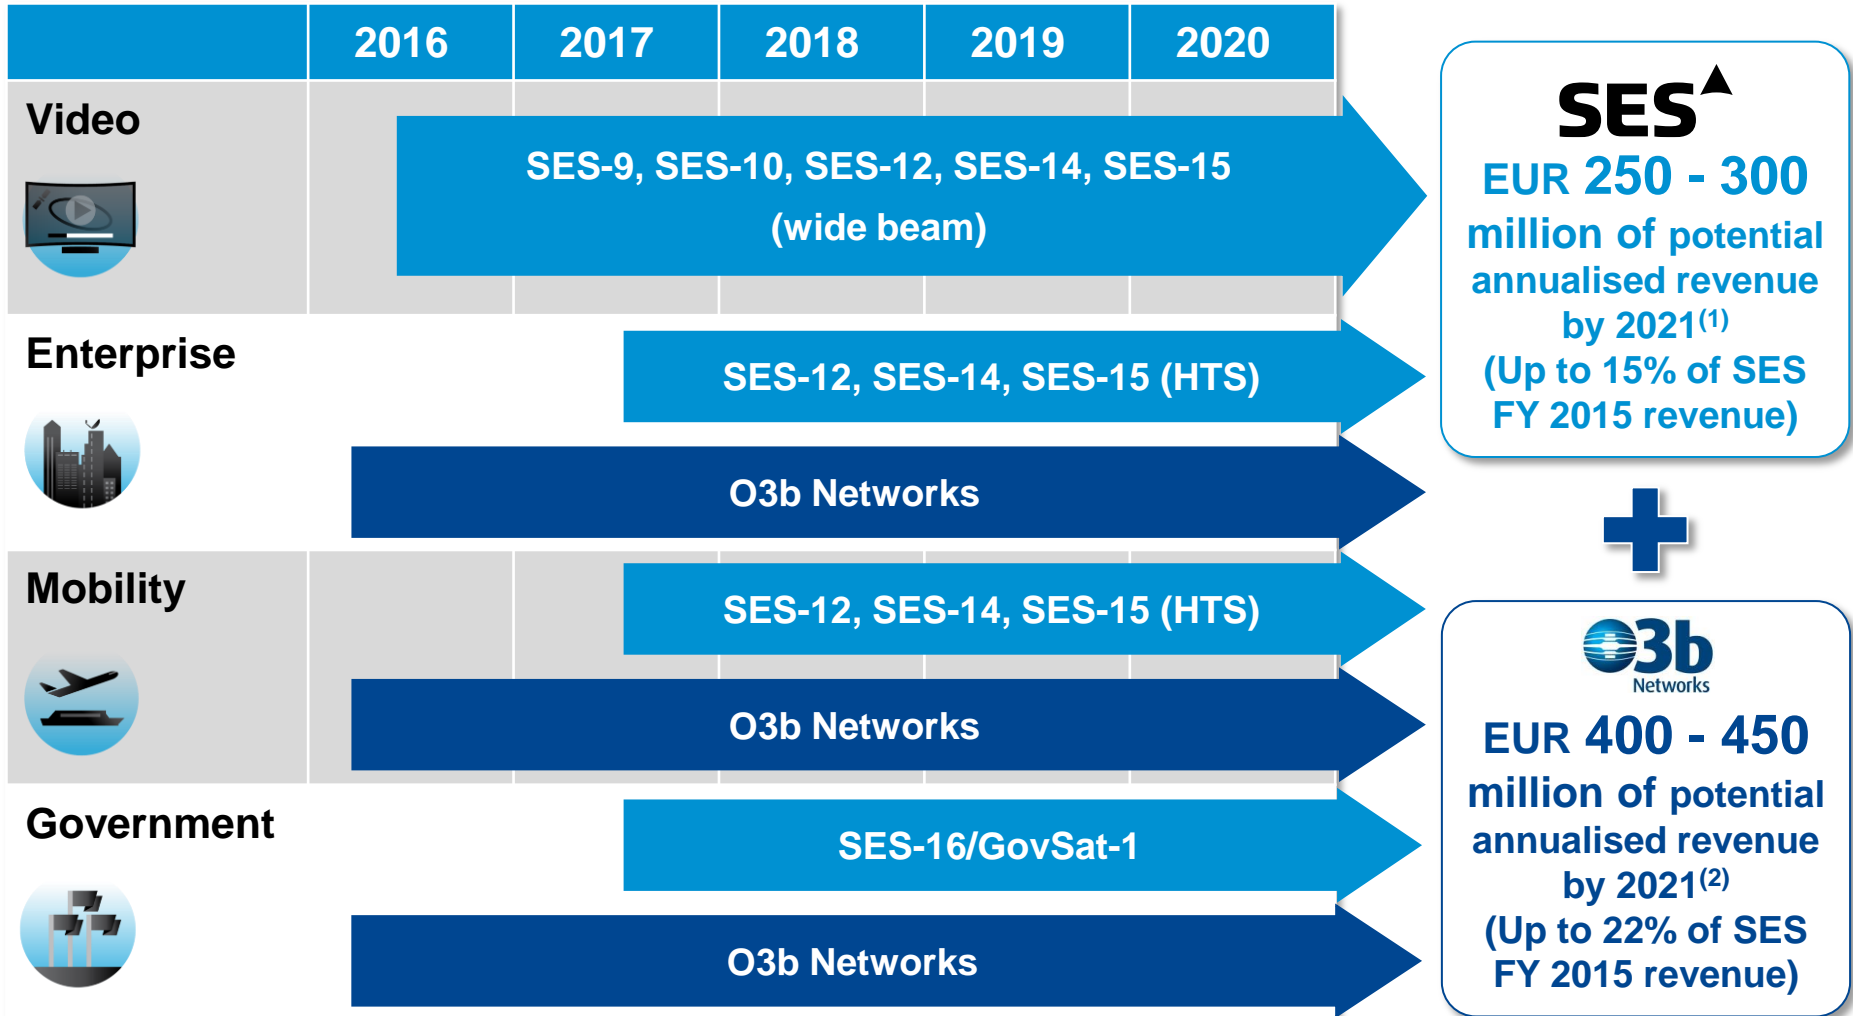 2016 2017 2018 2019 2020
Video
SES-9, SES-10, SES-12, SES-14, SES-15
(wide beam)
Enterprise
SES-12, SES-14, SES-15 (HTS)
O3b Networks
Mobility
SES-12, SES-14, SES-15 (HTS)
O3b Networks
Government
SES-16/GovSat-1
O3b Networks
SES
EUR 250 - 300
million of potential
annualised revenue
by 2021(1)
(Up to 15% of SES
FY 2015 revenue)
O3b
Networks
EUR 400 - 450
million of potential
annualised revenue
by 2021(2)
(Up to 22% of SES
FY 2015 revenue)